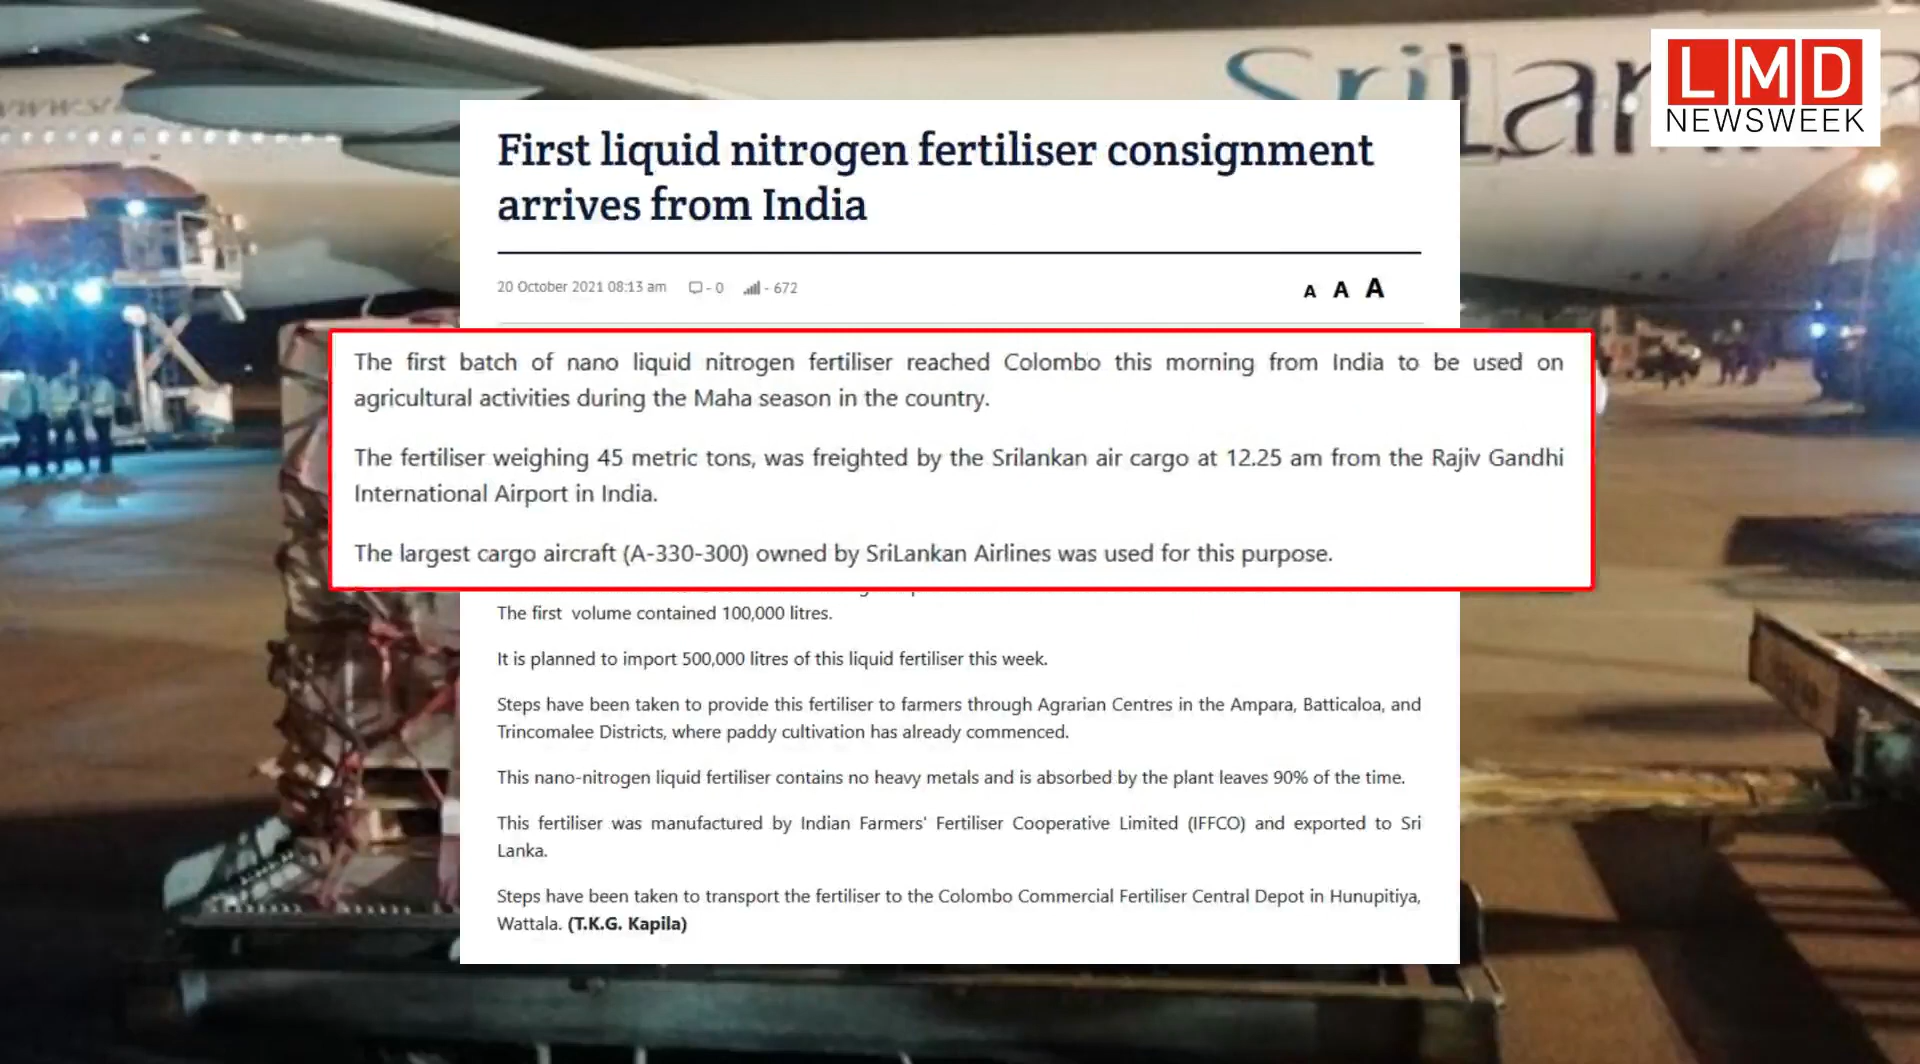 SriLan
LMD
NEWSWEEK
First liquid nitrogen fertiliser consignment
arrives from India
20 October 2021 08:13 am - 0 - 672
A A A
The first batch of nano liquid nitrogen fertiliser reached Colombo this morning from India to be used on
agricultural activities during the Maha season in the country.
The fertiliser weighing 45 metric tons, was freighted by the Srilankan air cargo at 12.25 am from the Rajiv Gandhi
International Airport in India.
The largest cargo aircraft (A-330-300) owned by SriLankan Airlines was used for this purpose.
The first volume contained 100,000 litres.
It is planned to import 500,000 litres of this liquid fertiliser this week.
Steps have been taken to provide this fertiliser to farmers through Agrarian Centres in the Ampara, Batticaloa, and
Trincomalee Districts, where paddy cultivation has already commenced.
This nano-nitrogen liquid fertiliser contains no heavy metals and is absorbed by the plant leaves 90% of the time.
This fertiliser was manufactured by Indian Farmers' Fertiliser Cooperative Limited (IFFCO) and exported to Sri
Lanka.
Steps have been taken to transport the fertiliser to the Colombo Commercial Fertiliser Central Depot in Hunupitiya,
Wattala. (T.K.G. Kapila)